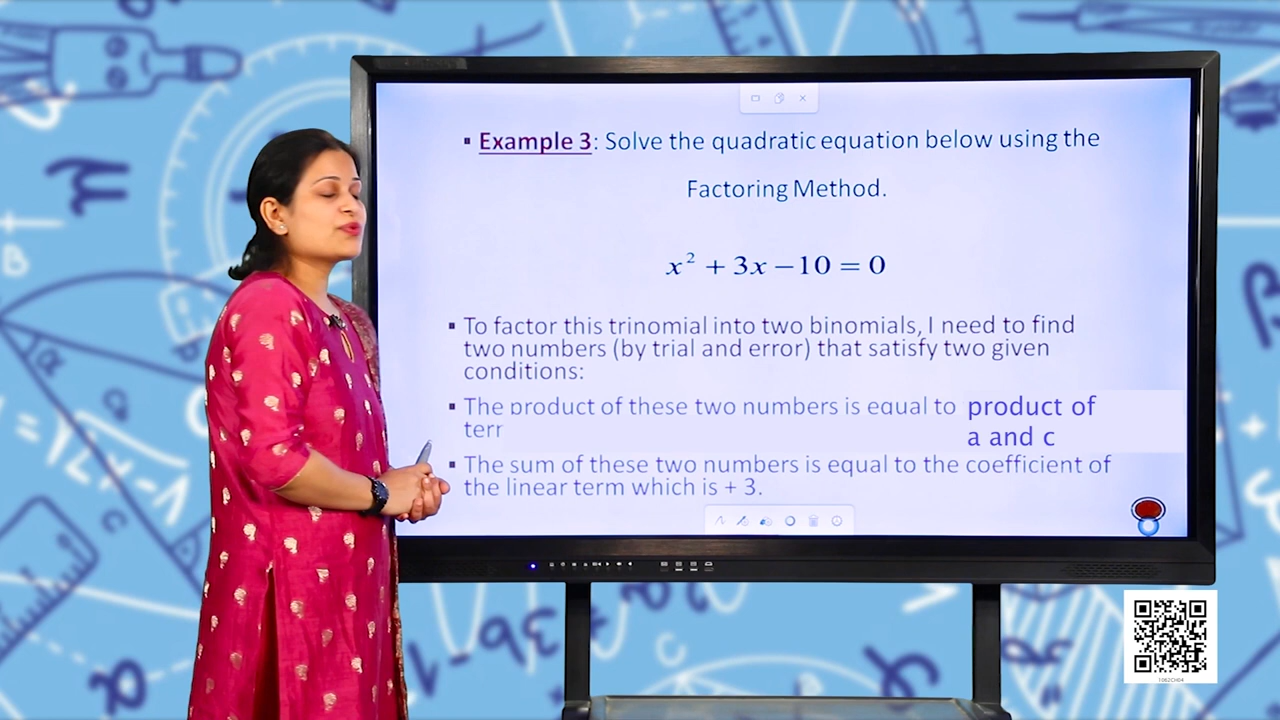 ▪ Example 3: Solve the quadratic equation below using the
Factoring Method.
x² + 3x − 10 = 0
▪ To factor this trinomial into two binomials, I need to find
two numbers (by trial and error) that satisfy two given
conditions:
▪ The product of these two numbers is equal to product of
a and c
▪ The sum of these two numbers is equal to the coefficient of
the linear term which is + 3.
1062CH04